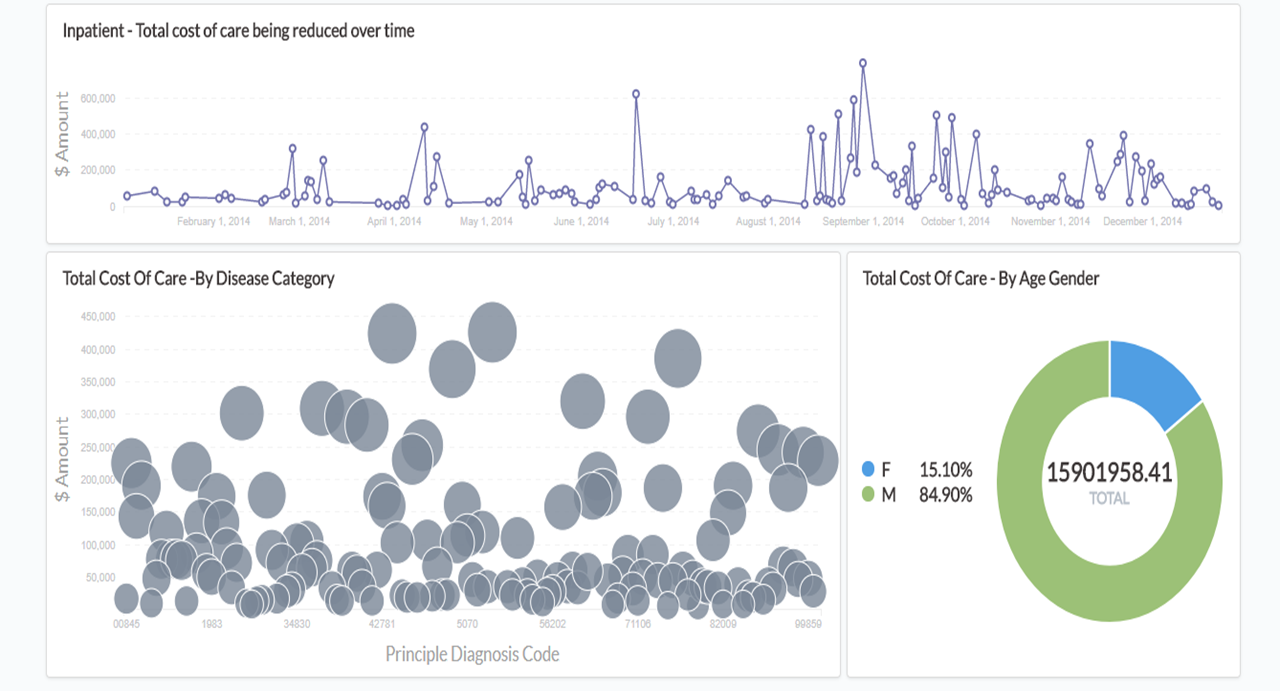 Inpatient - Total cost of care being reduced over time
$ Amount
600,000
400,000
200,000
0
February 1, 2014 March 1, 2014 April 1, 2014 May 1, 2014 June 1, 2014 July 1, 2014 August 1, 2014 September 1, 2014 October 1, 2014 November 1, 2014 December 1, 2014
Total Cost Of Care -By Disease Category
$ Amount
450,000
400,000
350,000
300,000
250,000
200,000
150,000
100,000
50,000
00845 1983 34830 42781 5070 56202 71106 82009 99859
Principle Diagnosis Code
Total Cost Of Care - By Age Gender
F 15.10%
M 84.90%
15901958.41
TOTAL